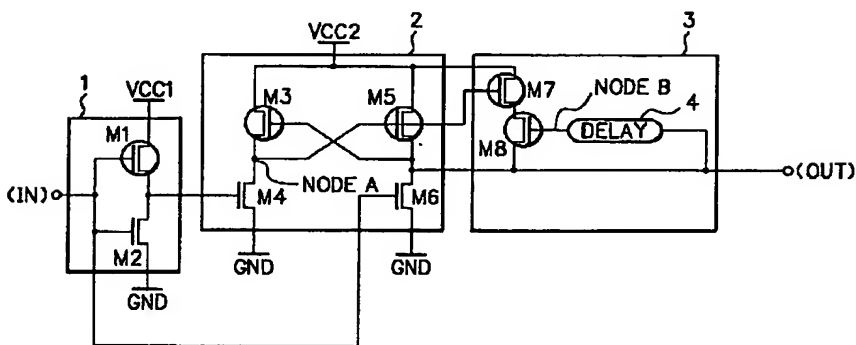 1
2
3
VCC1
VCC2
M1
M2
M3
M4
M5
M6
M7
M8
NODE A
NODE B
4
DELAY
(IN)
(OUT)
GND
GND
GND